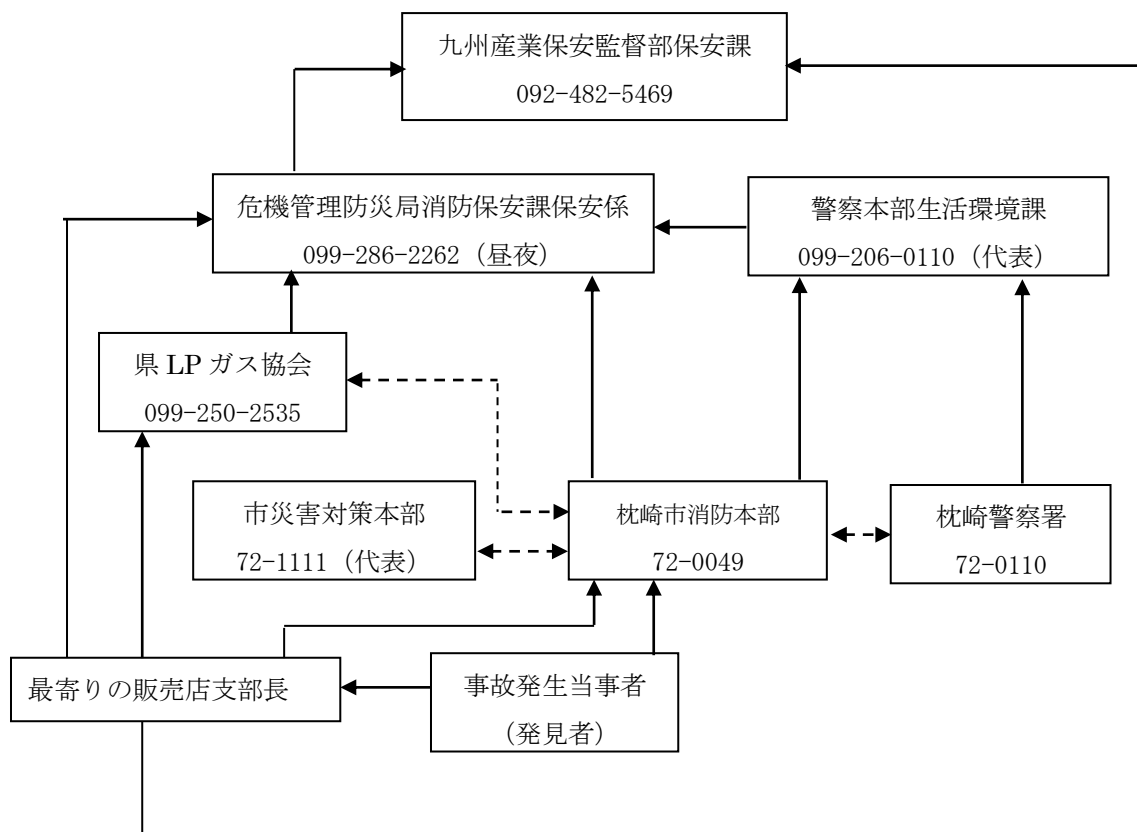 九州産業保安監督部保安課
092-482-5469
危機管理防災局消防保安課保安係
099-286-2262（昼夜）
警察本部生活環境課
099-206-0110（代表）
県 LP ガス協会
099-250-2535
市災害対策本部
72-1111（代表）
枕崎市消防本部
72-0049
枕崎警察署
72-0110
最寄りの販売店支部長
事故発生当事者
（発見者）